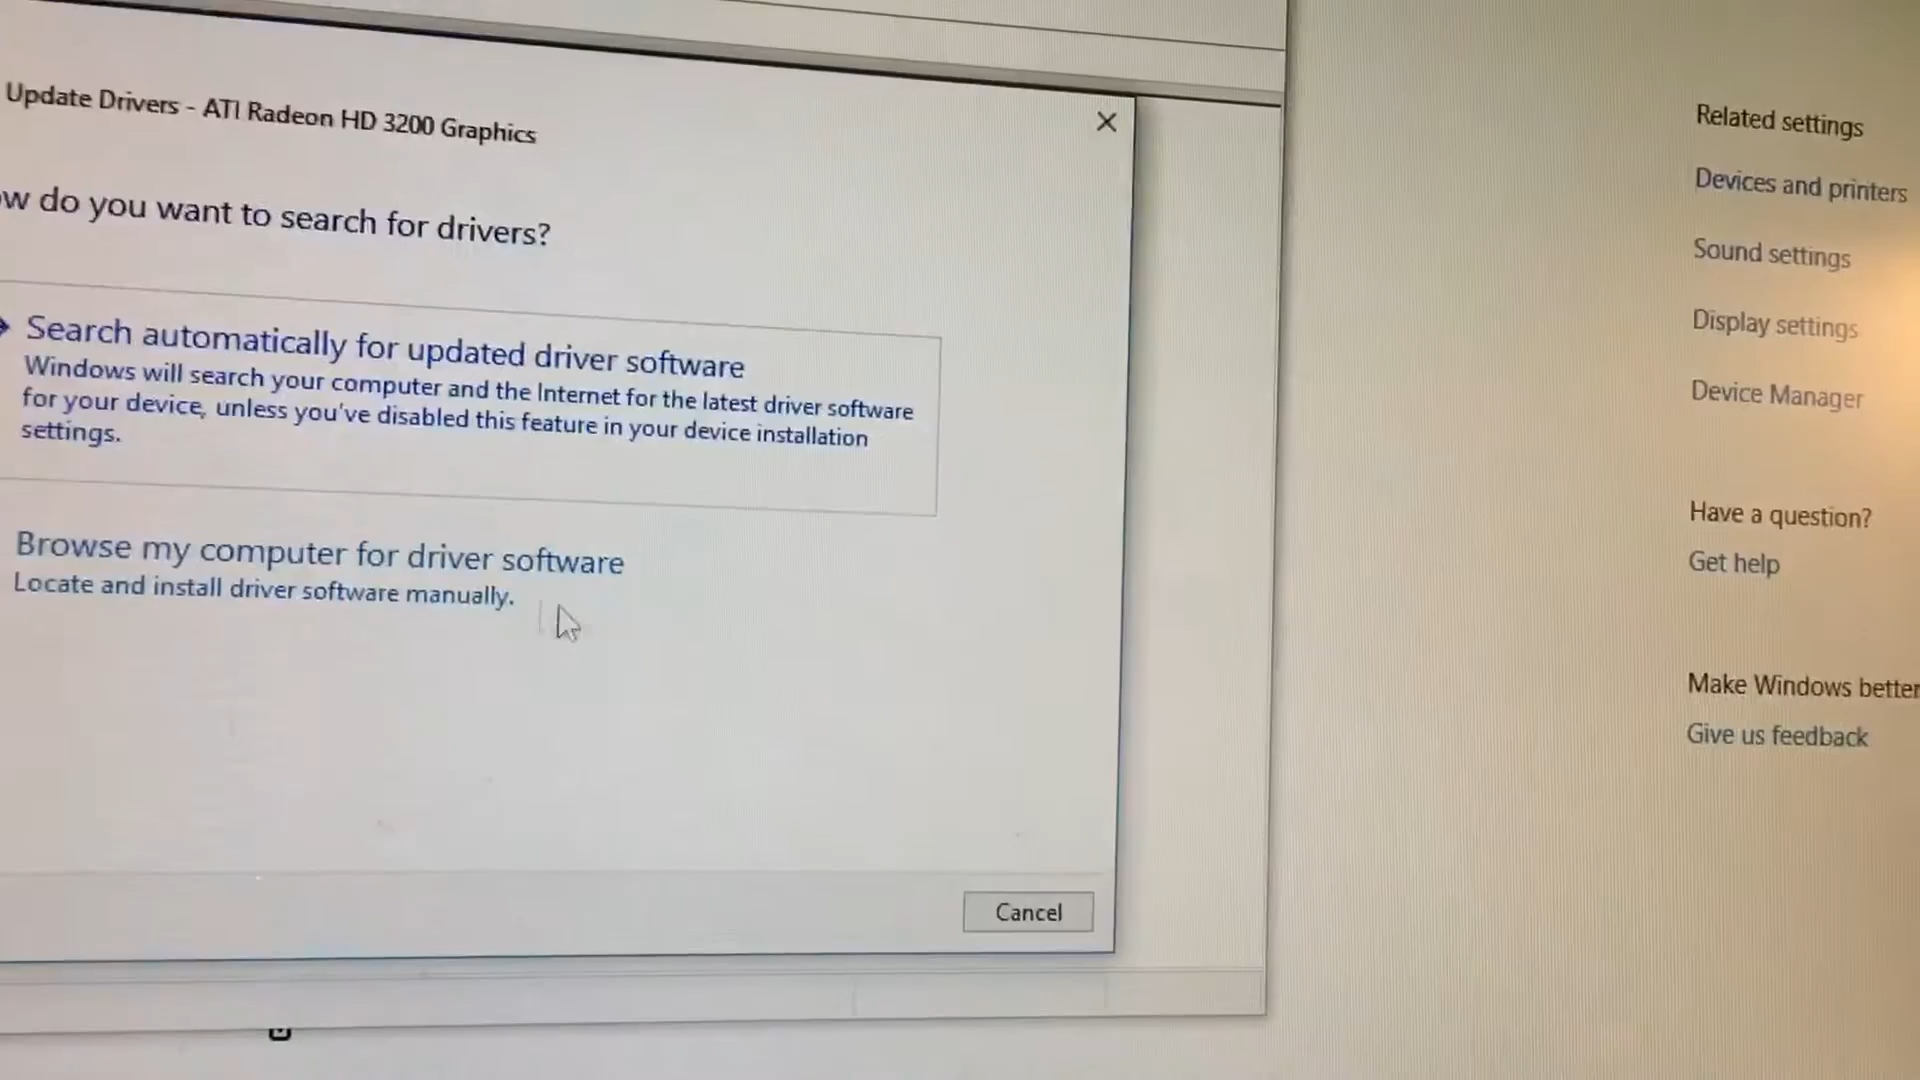 Update Drivers - ATI Radeon HD 3200 Graphics
do you want to search for drivers?
Search automatically for updated driver software
Windows will search your computer and the Internet for the latest driver software
for your device, unless you've disabled this feature in your device installation
settings.
Browse my computer for driver software
Locate and install driver software manually.
Cancel
Related settings
Devices and printers
Sound settings
Display settings
Device Manager
Have a question?
Get help
Make Windows better
Give us feedback